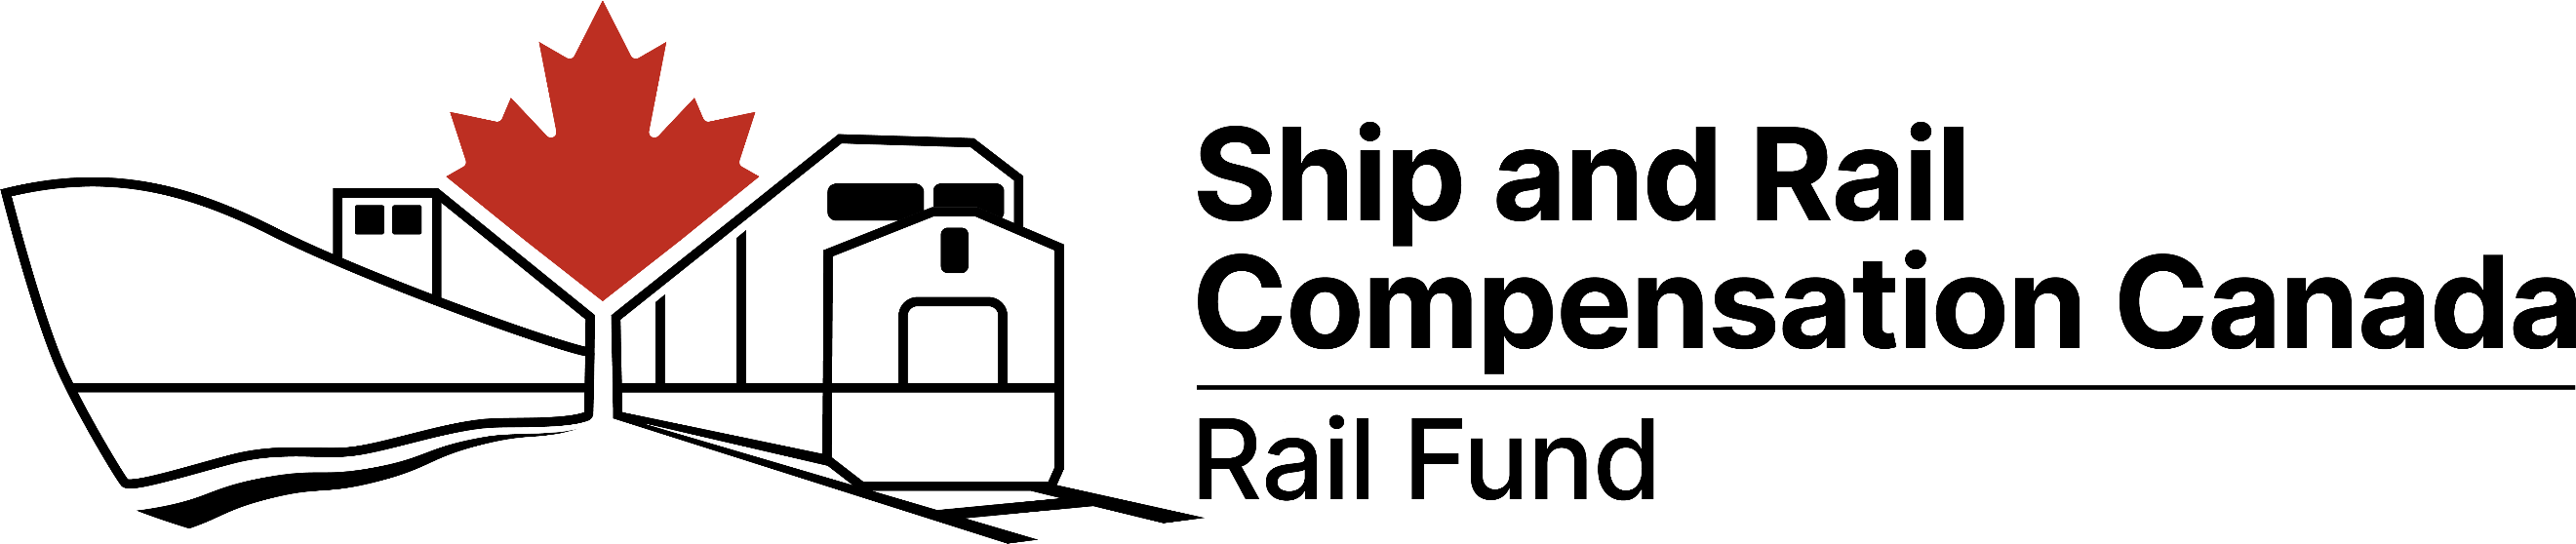 Ship and Rail
Compensation Canada
Rail Fund